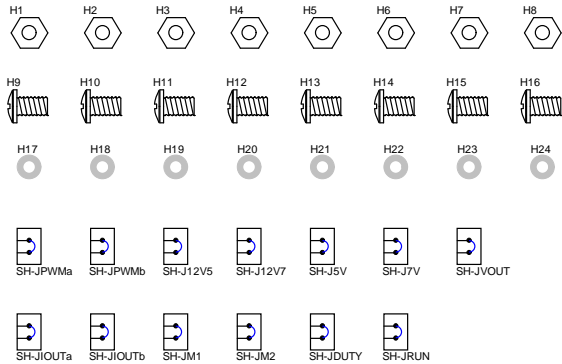 H1 H2 H3 H4 H5 H6 H7 H8
H9 H10 H11 H12 H13 H14 H15 H16
H17 H18 H19 H20 H21 H22 H23 H24
SH-JPWMa SH-JPWMb SH-J12V5 SH-J12V7 SH-J5V SH-J7V SH-JVOUT
SH-JIOUTa SH-JIOUTb SH-JM1 SH-JM2 SH-JDUTY SH-JRUN